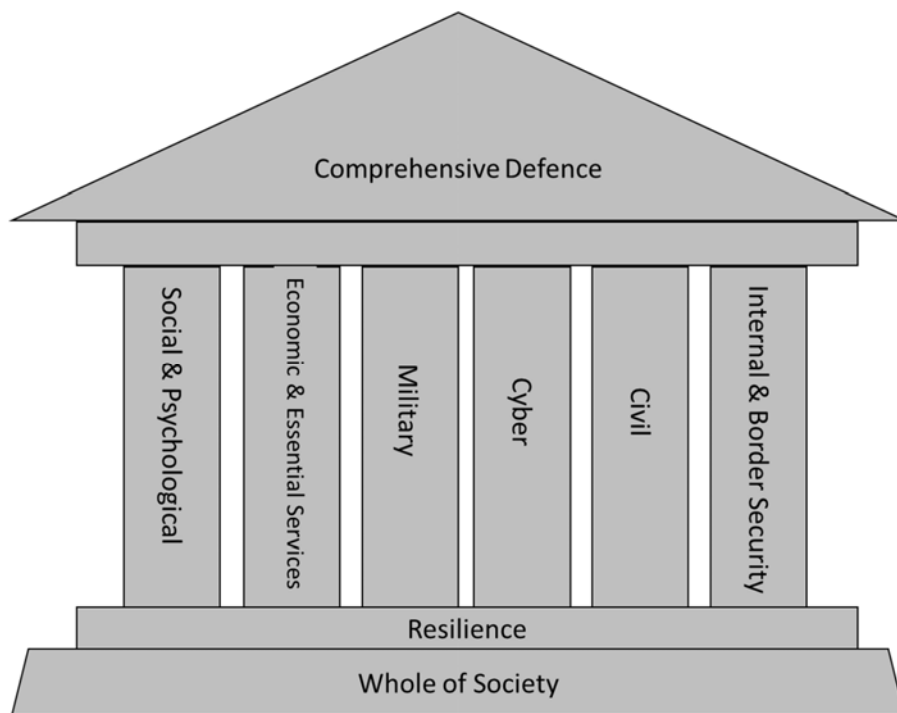 Comprehensive Defence
Social & Psychological
Economic & Essential Services
Military
Cyber
Civil
Internal & Border Security
Resilience
Whole of Society